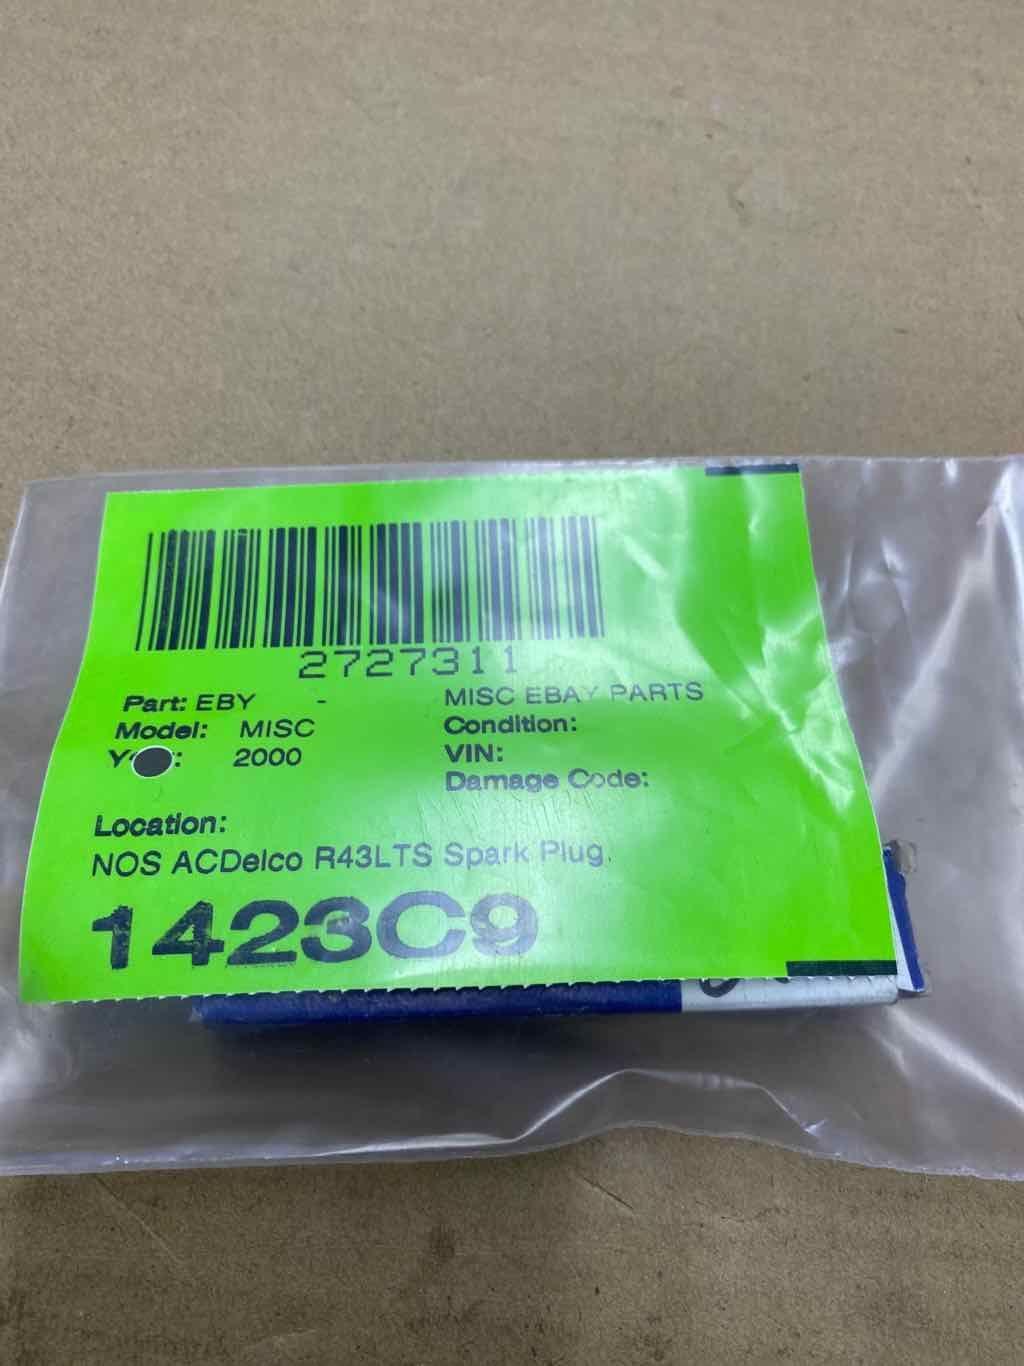 2727311
Part: EBY - MISC EBAY PARTS
Model: MISC Condition:
2000 VIN:
Damage Code:
Location:
NOS ACDelco R43LTS Spark Plug.
1423C9